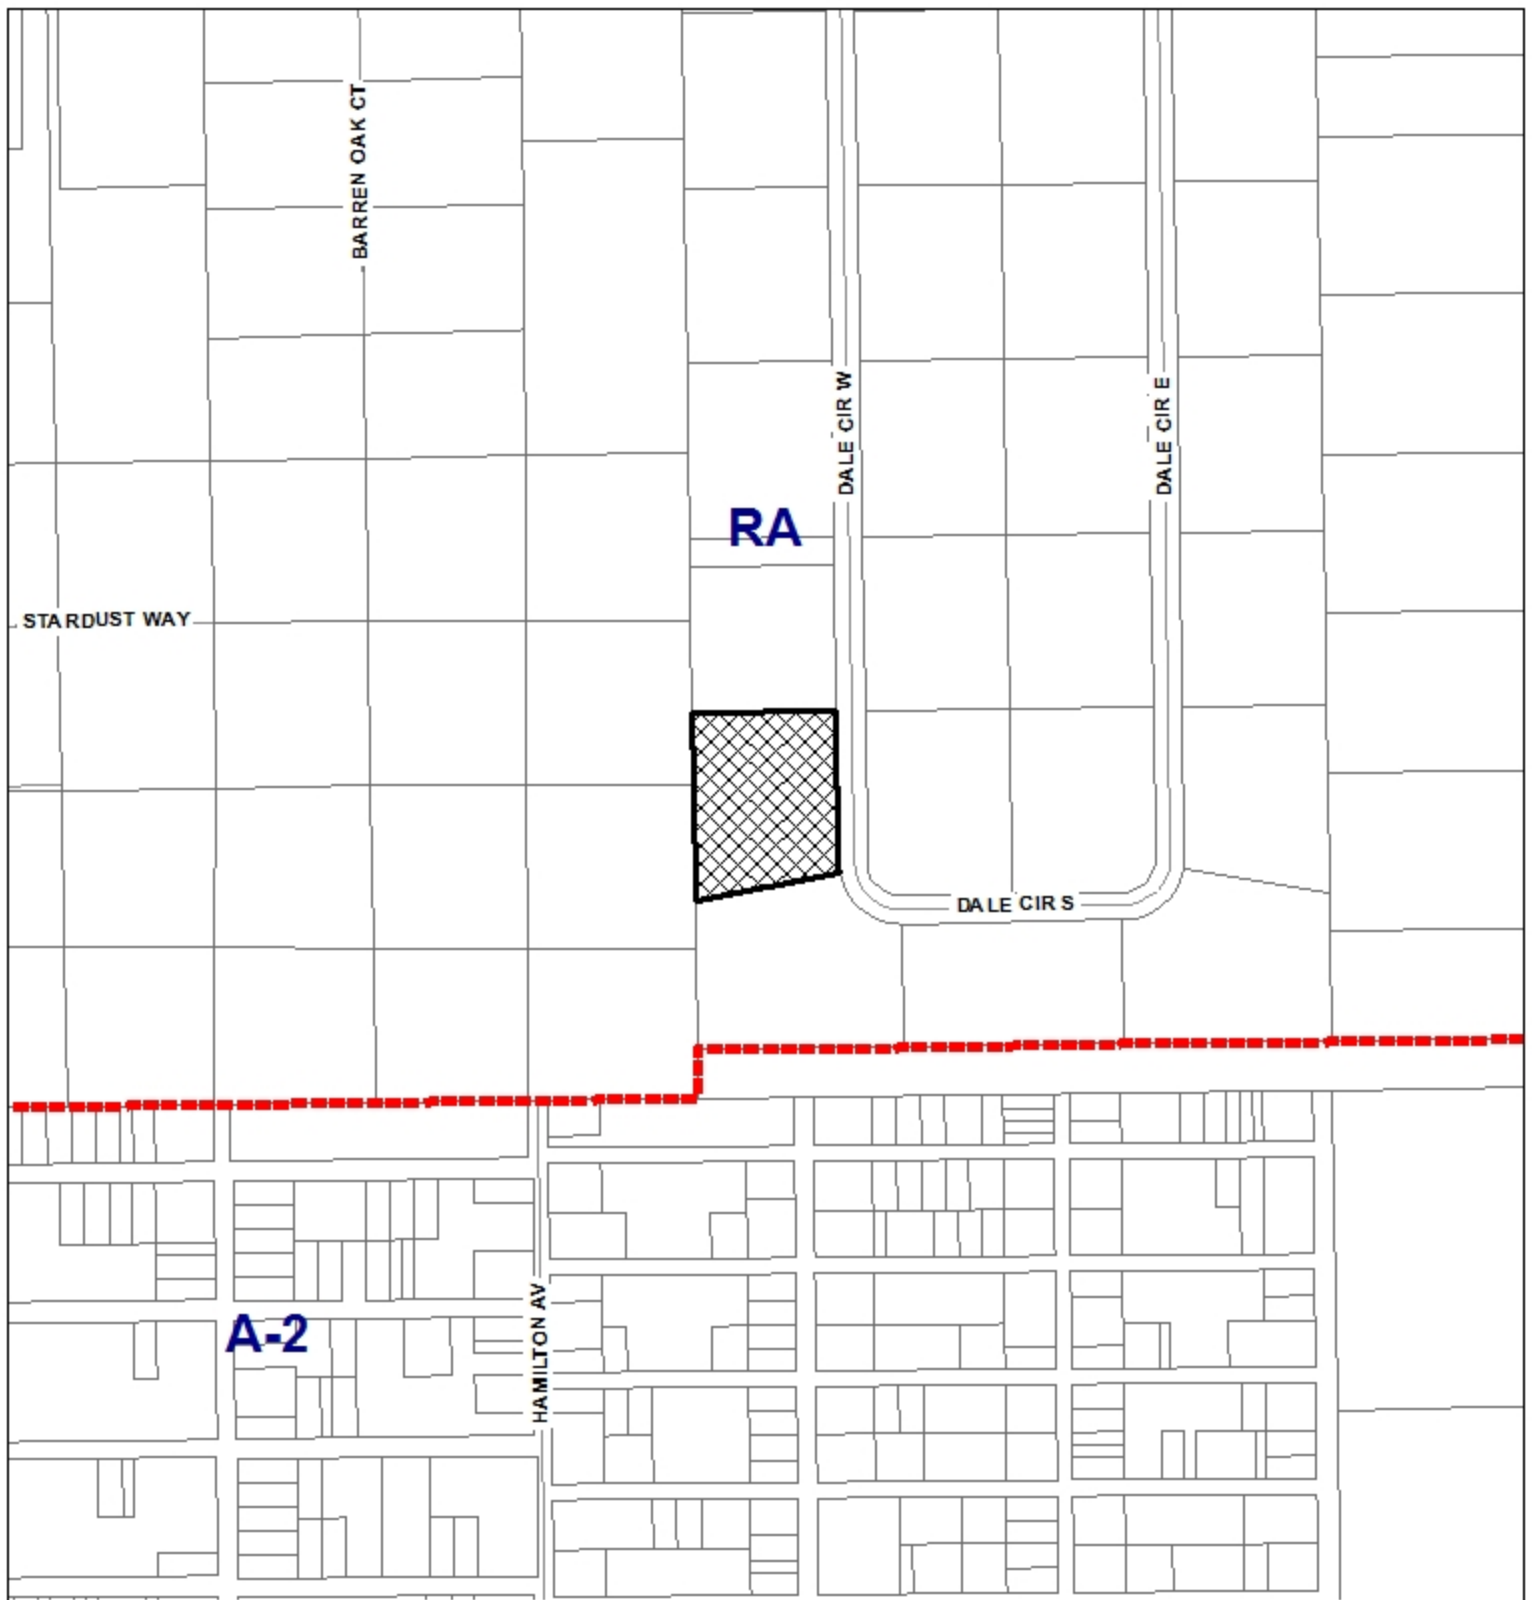 BARREN OAK CT
DALE CIR W
DALE CIR E
RA
STARDUST WAY
DALE CIR S
HAMILTON AV
A-2